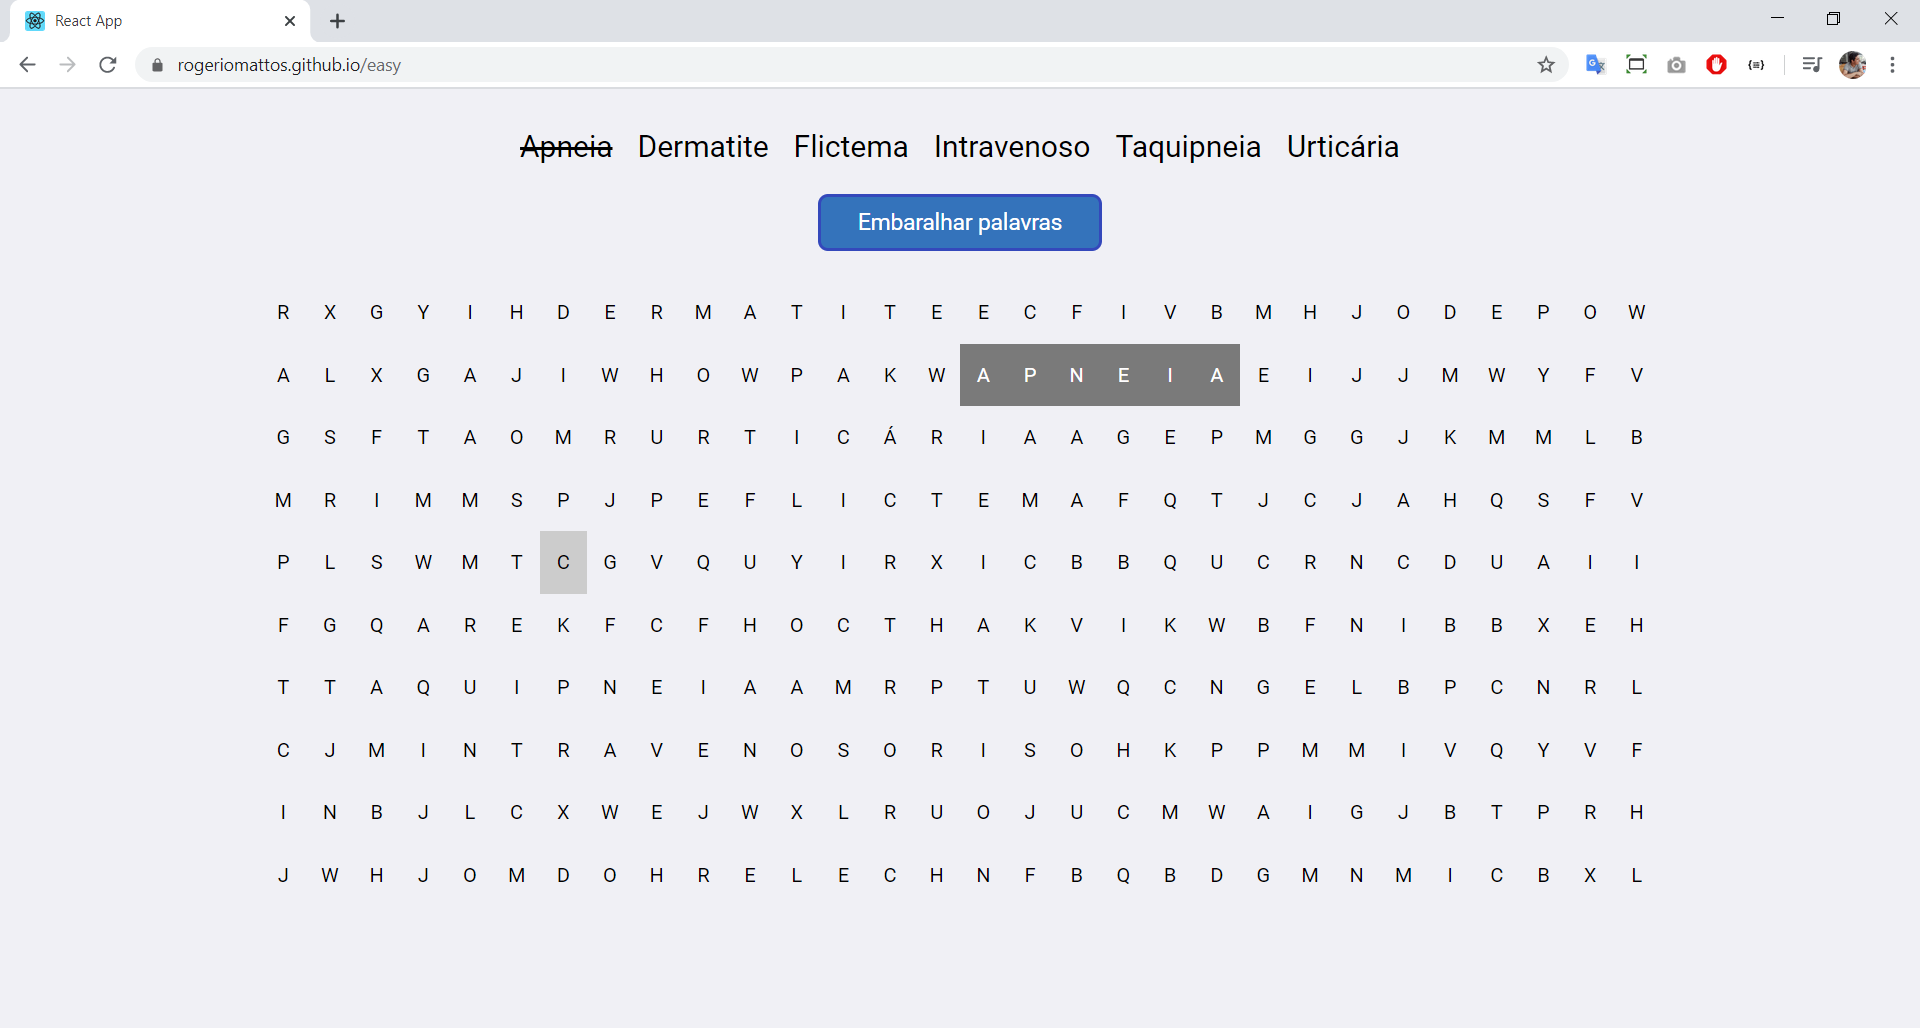 React App
rogeriomattos.github.io/easy
Apneia Dermatite Flictema Intravenoso Taquipneia Urticária
Embaralhar palavras
R X G Y I H D E R M A T I T E E C F I V B M H J O D E P O W
A L X G A J I W H O W P A K W A P N E I A E I J J M W Y F V
G S F T A O M R U R T I C Á R I A A G E P M G G J K M M L B
M R I M M S P J P E F L I C T E M A F Q T J C J A H Q S F V
P L S W M T C G V Q U Y I R X I C B B Q U C R N C D U A I I
F G Q A R E K F C F H O C T H A K V I K W B F N I B B X E H
T T A Q U I P N E I A A M R P T U W Q C N G E L B P C N R L
C J M I N T R A V E N O S O R I S O H K P P M M I V Q Y V F
I N B J L C X W E J W X L R U O J U C M W A I G J B T P R H
J W H J O M D O H R E L E C H N F B Q B D G M N M I C B X L